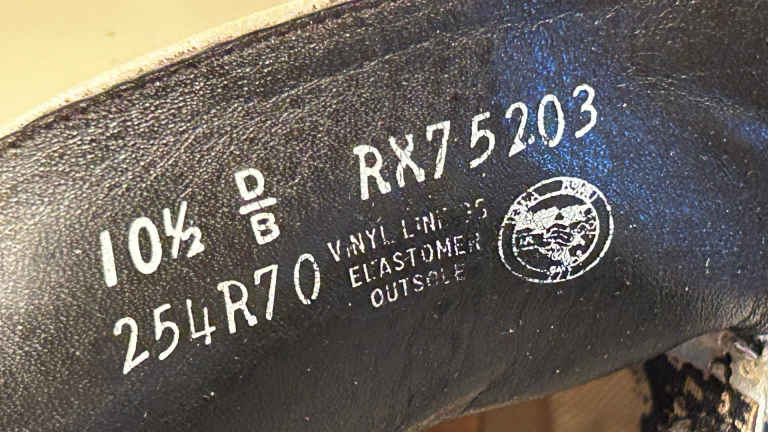 10½ D/B RX75203
254R70
VINYL LININGS
ELASTOMER
OUTSOLE